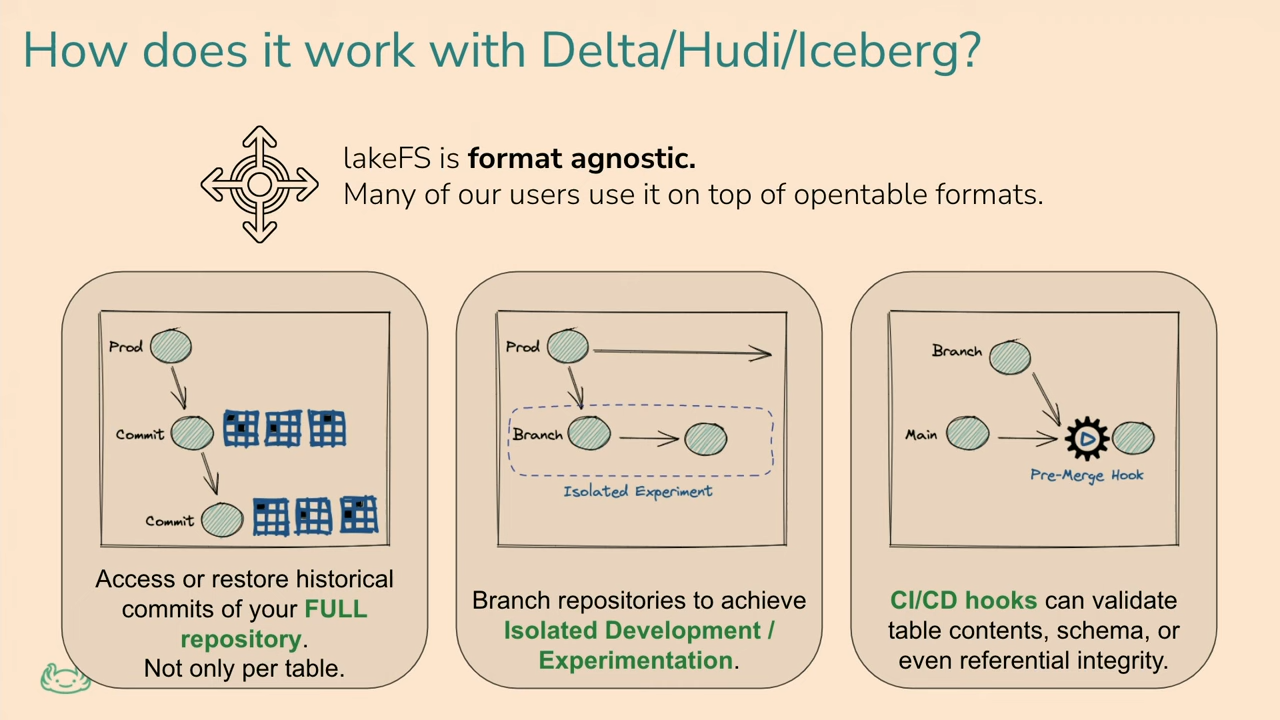 How does it work with Delta/Hudi/Iceberg?
lakeFS is format agnostic.
Many of our users use it on top of opentable formats.
Prod
Commit
Commit
Access or restore historical
commits of your FULL
repository.
Not only per table.
Prod
Branch
Isolated Experiment
Branch repositories to achieve
Isolated Development /
Experimentation.
Branch
Main
Pre-Merge Hook
CI/CD hooks can validate
table contents, schema, or
even referential integrity.